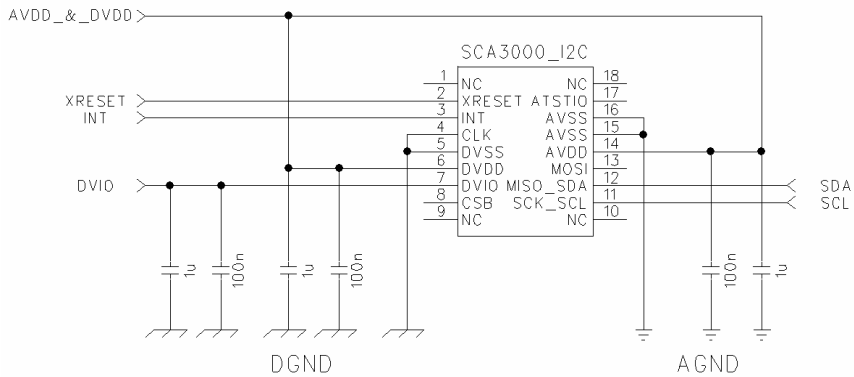 AVDD_&_DVDD
SCA3000_I2C
1 NC NC 18
XRESET 2 XRESET ATSTIO 17
INT 3 INT AVSS 16
4 CLK AVSS 15
5 DVSS AVDD 14
6 DVDD MOSI 13
DVIO 7 DVIO MISO_SDA 12 SDA
8 CSB SCK_SCL 11 SCL
9 NC NC 10
1u 100n 1u 100n 100n 1u
DGND AGND